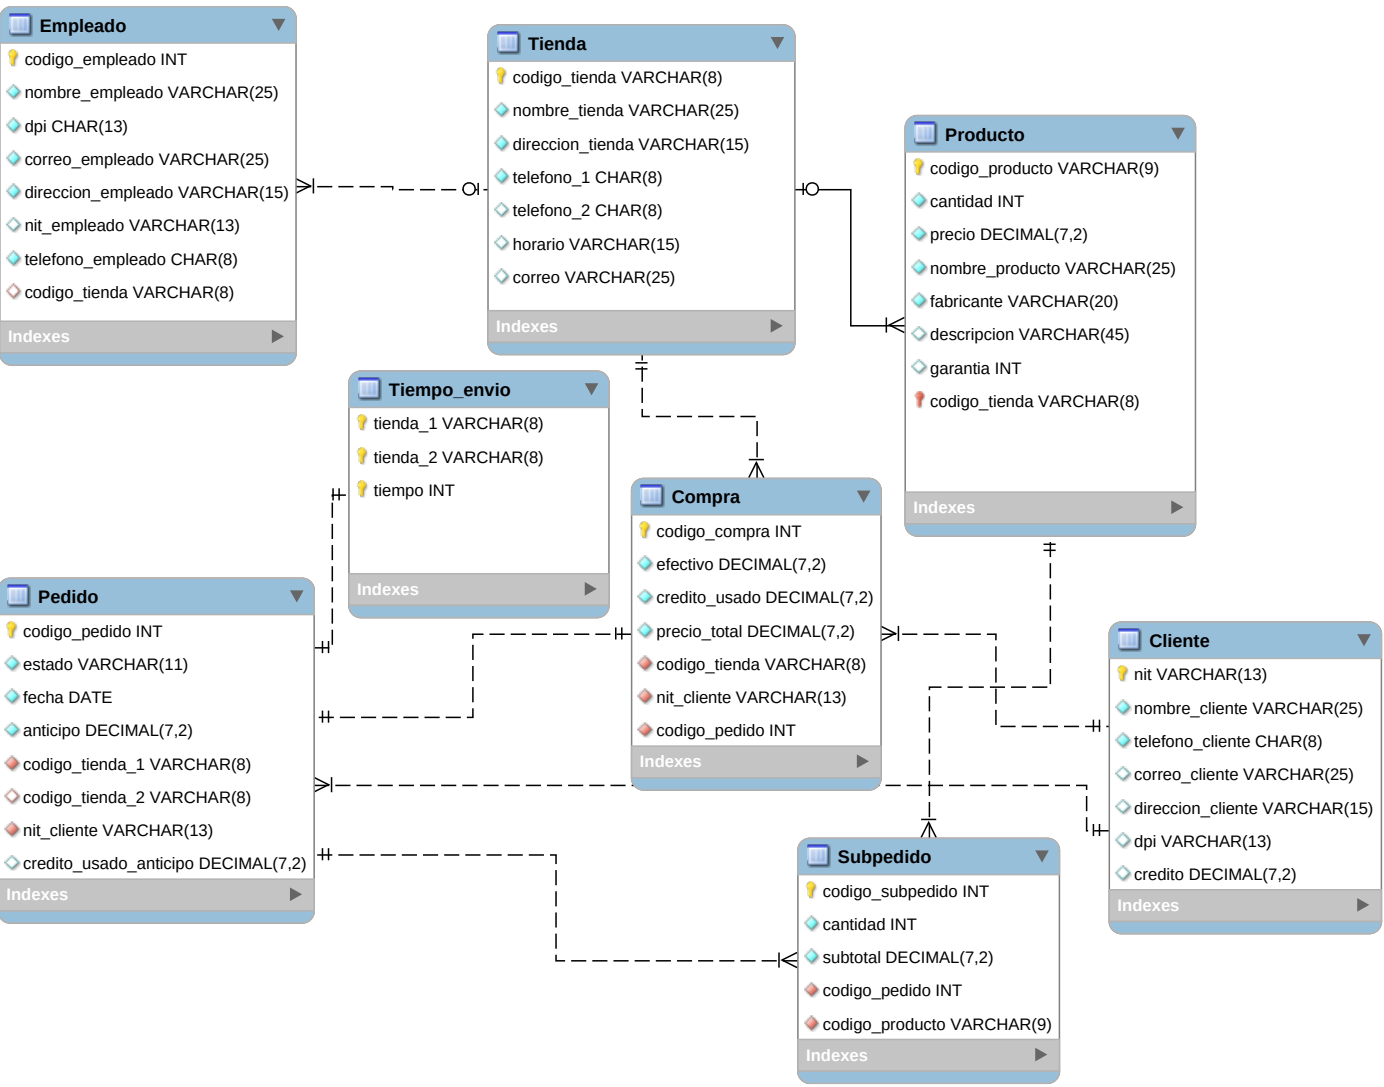 Empleado
codigo_empleado INT
nombre_empleado VARCHAR(25)
dpi CHAR(13)
correo_empleado VARCHAR(25)
direccion_empleado VARCHAR(15)
nit_empleado VARCHAR(13)
telefono_empleado CHAR(8)
codigo_tienda VARCHAR(8)
Indexes
Tienda
codigo_tienda VARCHAR(8)
nombre_tienda VARCHAR(25)
direccion_tienda VARCHAR(15)
telefono_1 CHAR(8)
telefono_2 CHAR(8)
horario VARCHAR(15)
correo VARCHAR(25)
Indexes
Producto
codigo_producto VARCHAR(9)
cantidad INT
precio DECIMAL(7,2)
nombre_producto VARCHAR(25)
fabricante VARCHAR(20)
descripcion VARCHAR(45)
garantia INT
codigo_tienda VARCHAR(8)
Indexes
Tiempo_envio
tienda_1 VARCHAR(8)
tienda_2 VARCHAR(8)
tiempo INT
Indexes
Compra
codigo_compra INT
efectivo DECIMAL(7,2)
credito_usado DECIMAL(7,2)
precio_total DECIMAL(7,2)
codigo_tienda VARCHAR(8)
nit_cliente VARCHAR(13)
codigo_pedido INT
Indexes
Pedido
codigo_pedido INT
estado VARCHAR(11)
fecha DATE
anticipo DECIMAL(7,2)
codigo_tienda_1 VARCHAR(8)
codigo_tienda_2 VARCHAR(8)
nit_cliente VARCHAR(13)
credito_usado_anticipo DECIMAL(7,2)
Indexes
Cliente
nit VARCHAR(13)
nombre_cliente VARCHAR(25)
telefono_cliente CHAR(8)
correo_cliente VARCHAR(25)
direccion_cliente VARCHAR(15)
dpi VARCHAR(13)
credito DECIMAL(7,2)
Indexes
Subpedido
codigo_subpedido INT
cantidad INT
subtotal DECIMAL(7,2)
codigo_pedido INT
codigo_producto VARCHAR(9)
Indexes